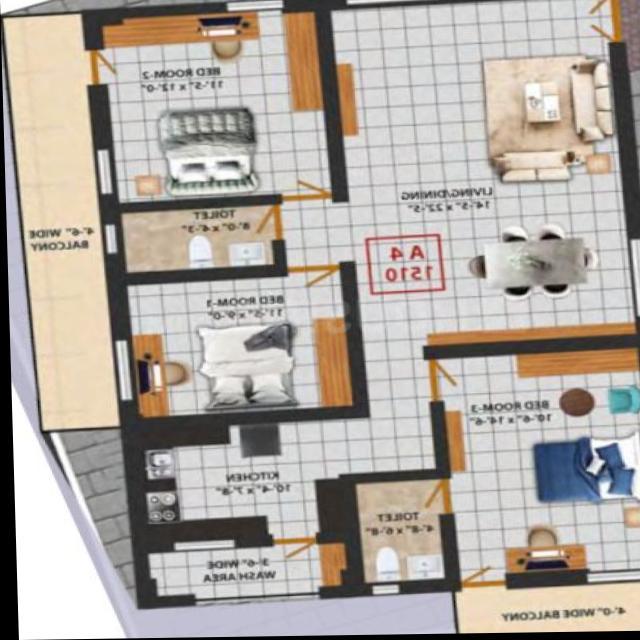 BED ROOM-2
11'-5" x 12'-0"
LIVING/DINING
14'-5" x 22'-5"
TOILET
8'-0" x 4'-3"
4'-6" WIDE
BALCONY
A 4
1510
BED ROOM-1
11'-5" x 9'-0"
BED ROOM-3
10'-6" x 14'-6"
KITCHEN
10'-4" x 7'-8"
TOILET
4'-8" x 6'-8"
3'-6" WIDE
WASH AREA
4'-0" WIDE BALCONY